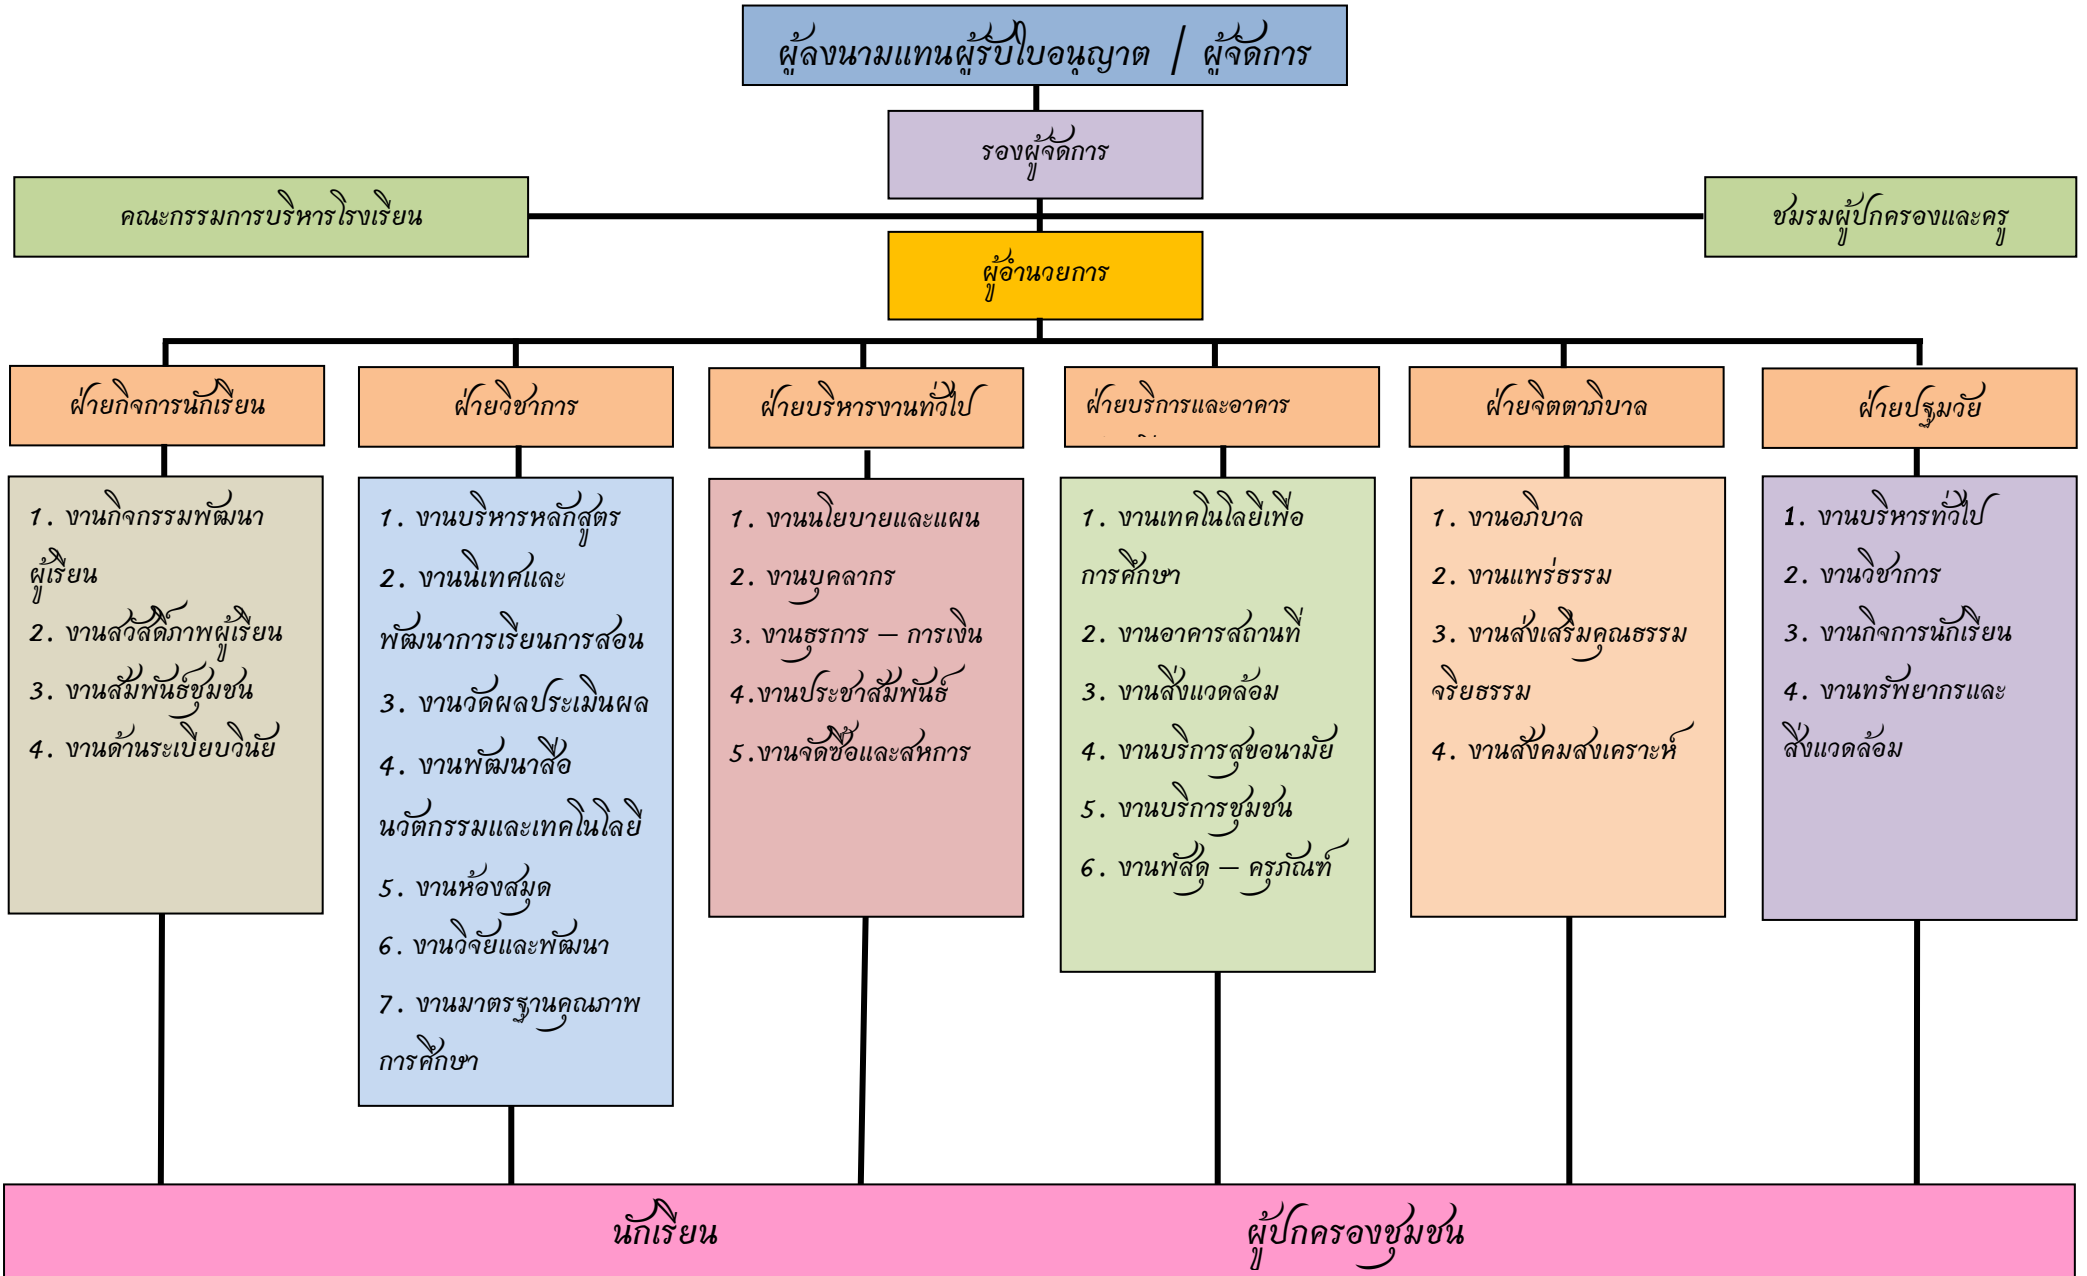 ผู้ลงนามแทนผู้รับใบอนุญาต / ผู้จัดการ
รองผู้จัดการ
คณะกรรมการบริหารโรงเรียน
ชมรมผู้ปกครองและครู
ผู้อำนวยการ
ฝ่ายกิจการนักเรียน
ฝ่ายวิชาการ
ฝ่ายบริหารงานทั่วไป
ฝ่ายบริการและอาคาร
ฝ่ายจิตตาภิบาล
ฝ่ายปฐมวัย
1. งานกิจกรรมพัฒนา
ผู้เรียน
2. งานสวัสดิ์ภาพผู้เรียน
3. งานสัมพันธ์ชุมชน
4. งานด้านระเบียบวินัย
1. งานบริหารหลักสูตร
2. งานนิเทศและ
พัฒนาการเรียนการสอน
3. งานวัดผลประเมินผล
4. งานพัฒนาสื่อ
นวัตกรรมและเทคโนโลยี
5. งานห้องสมุด
6. งานวิจัยและพัฒนา
7. งานมาตรฐานคุณภาพ
การศึกษา
1. งานนโยบายและแผน
2. งานบุคลากร
3. งานธุรการ – การเงิน
4.งานประชาสัมพันธ์
5.งานจัดซื้อและสหการ
1. งานเทคโนโลยีเพื่อ
การศึกษา
2. งานอาคารสถานที่
3. งานสิ่งแวดล้อม
4. งานบริการสุขอนามัย
5. งานบริการชุมชน
6. งานพัสดุ – ครุภัณฑ์
1. งานอภิบาล
2. งานแพร่ธรรม
3. งานส่งเสริมคุณธรรม
จริยธรรม
4. งานสังคมสงเคราะห์
1. งานบริหารทั่วไป
2. งานวิชาการ
3. งานกิจการนักเรียน
4. งานทรัพยากรและ
สิ่งแวดล้อม
นักเรียน
ผู้ปกครองชุมชน